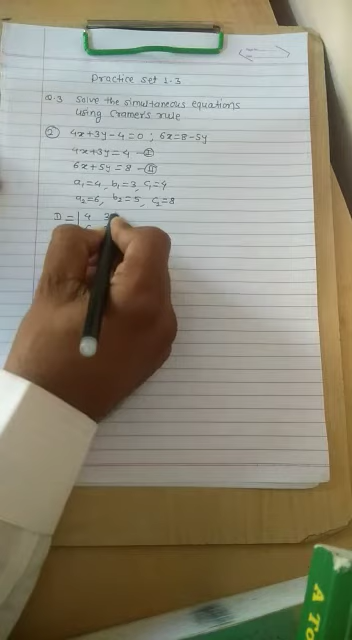 Practice set 1.3
Q.3 Solve the simultaneous equations
using Cramer's rule
② 4x+3y-4=0 ; 6x=8-5y
4x+3y=4 -Ⓘ
6x+5y=8 -Ⓘ Ⓘ
a₁=4, b₁=3, c₁=4
a₂=6, b₂=5, c₂=8
D = | 4 3
A To